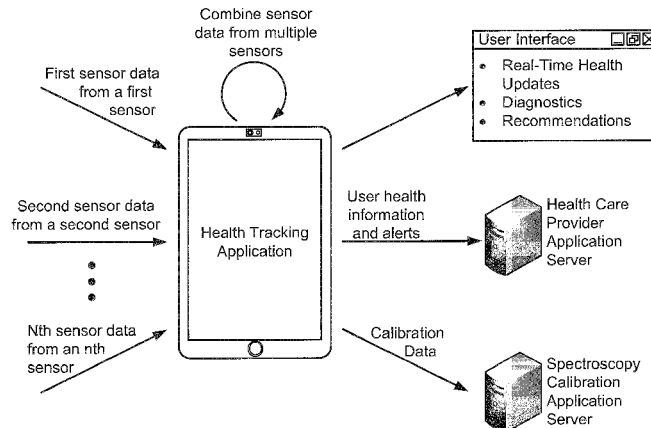 Combine sensor
data from multiple
sensors
First sensor data
from a first
sensor
User Interface
• Real-Time Health
Updates
• Diagnostics
• Recommendations
Second sensor data
from a second sensor
Health Tracking
Application
User health
information
and alerts
Health Care
Provider
Application
Server
Nth sensor data
from an nth
sensor
Calibration
Data
Spectroscopy
Calibration
Application
Server